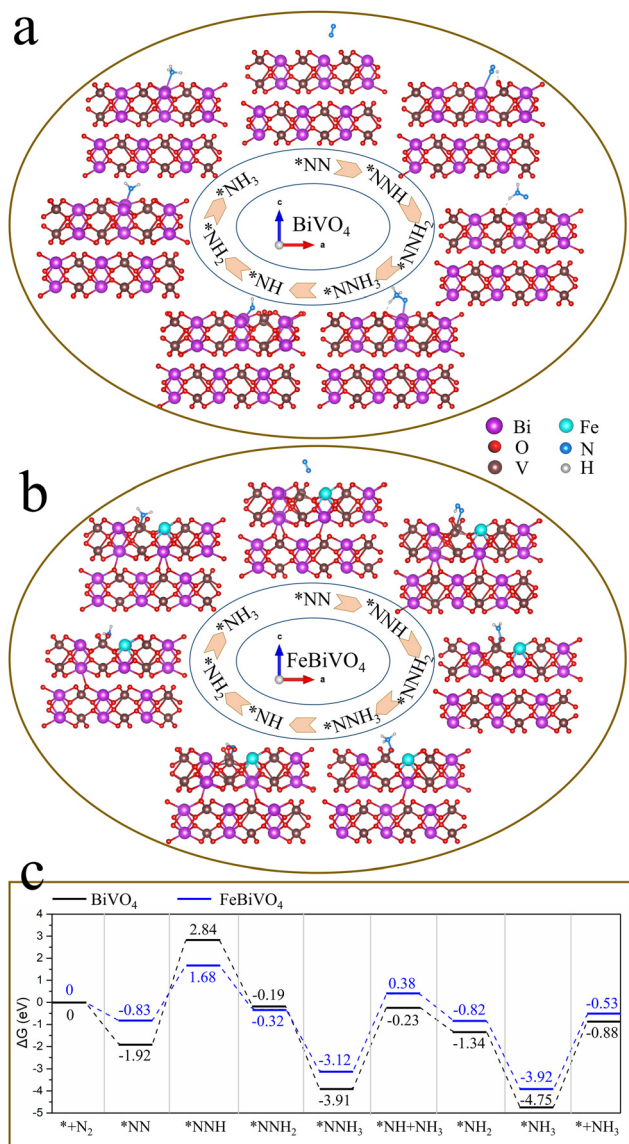 a
*NN
*NNH
*NNH₂
*NNH₃
*NH
*NH₂
*NH₃
c
BiVO₄
a
Bi
Fe
O
N
V
H
b
*NN
*NNH
*NNH₂
*NNH₃
*NH
*NH₂
*NH₃
c
FeBiVO₄
a
c
BiVO₄
FeBiVO₄
ΔG (eV)
4
3
2
1
0
-1
-2
-3
-4
-5
0
0
-0.83
-1.92
2.84
1.68
-0.19
-0.32
-3.12
-3.91
0.38
-0.23
-0.82
-1.34
-3.92
-4.75
-0.53
-0.88
*+N₂
*NN
*NNH
*NNH₂
*NNH₃
*NH+NH₃
*NH₂
*NH₃
*+NH₃